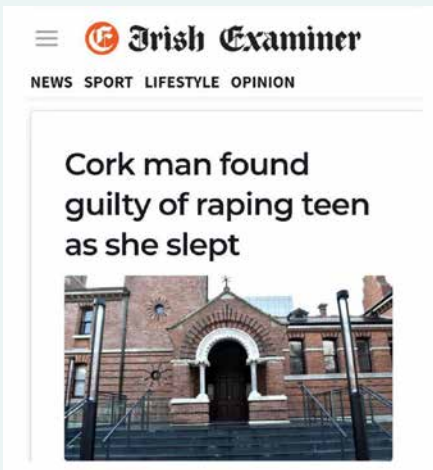 Irish Examiner
NEWS SPORT LIFESTYLE OPINION
Cork man found
guilty of raping teen
as she slept